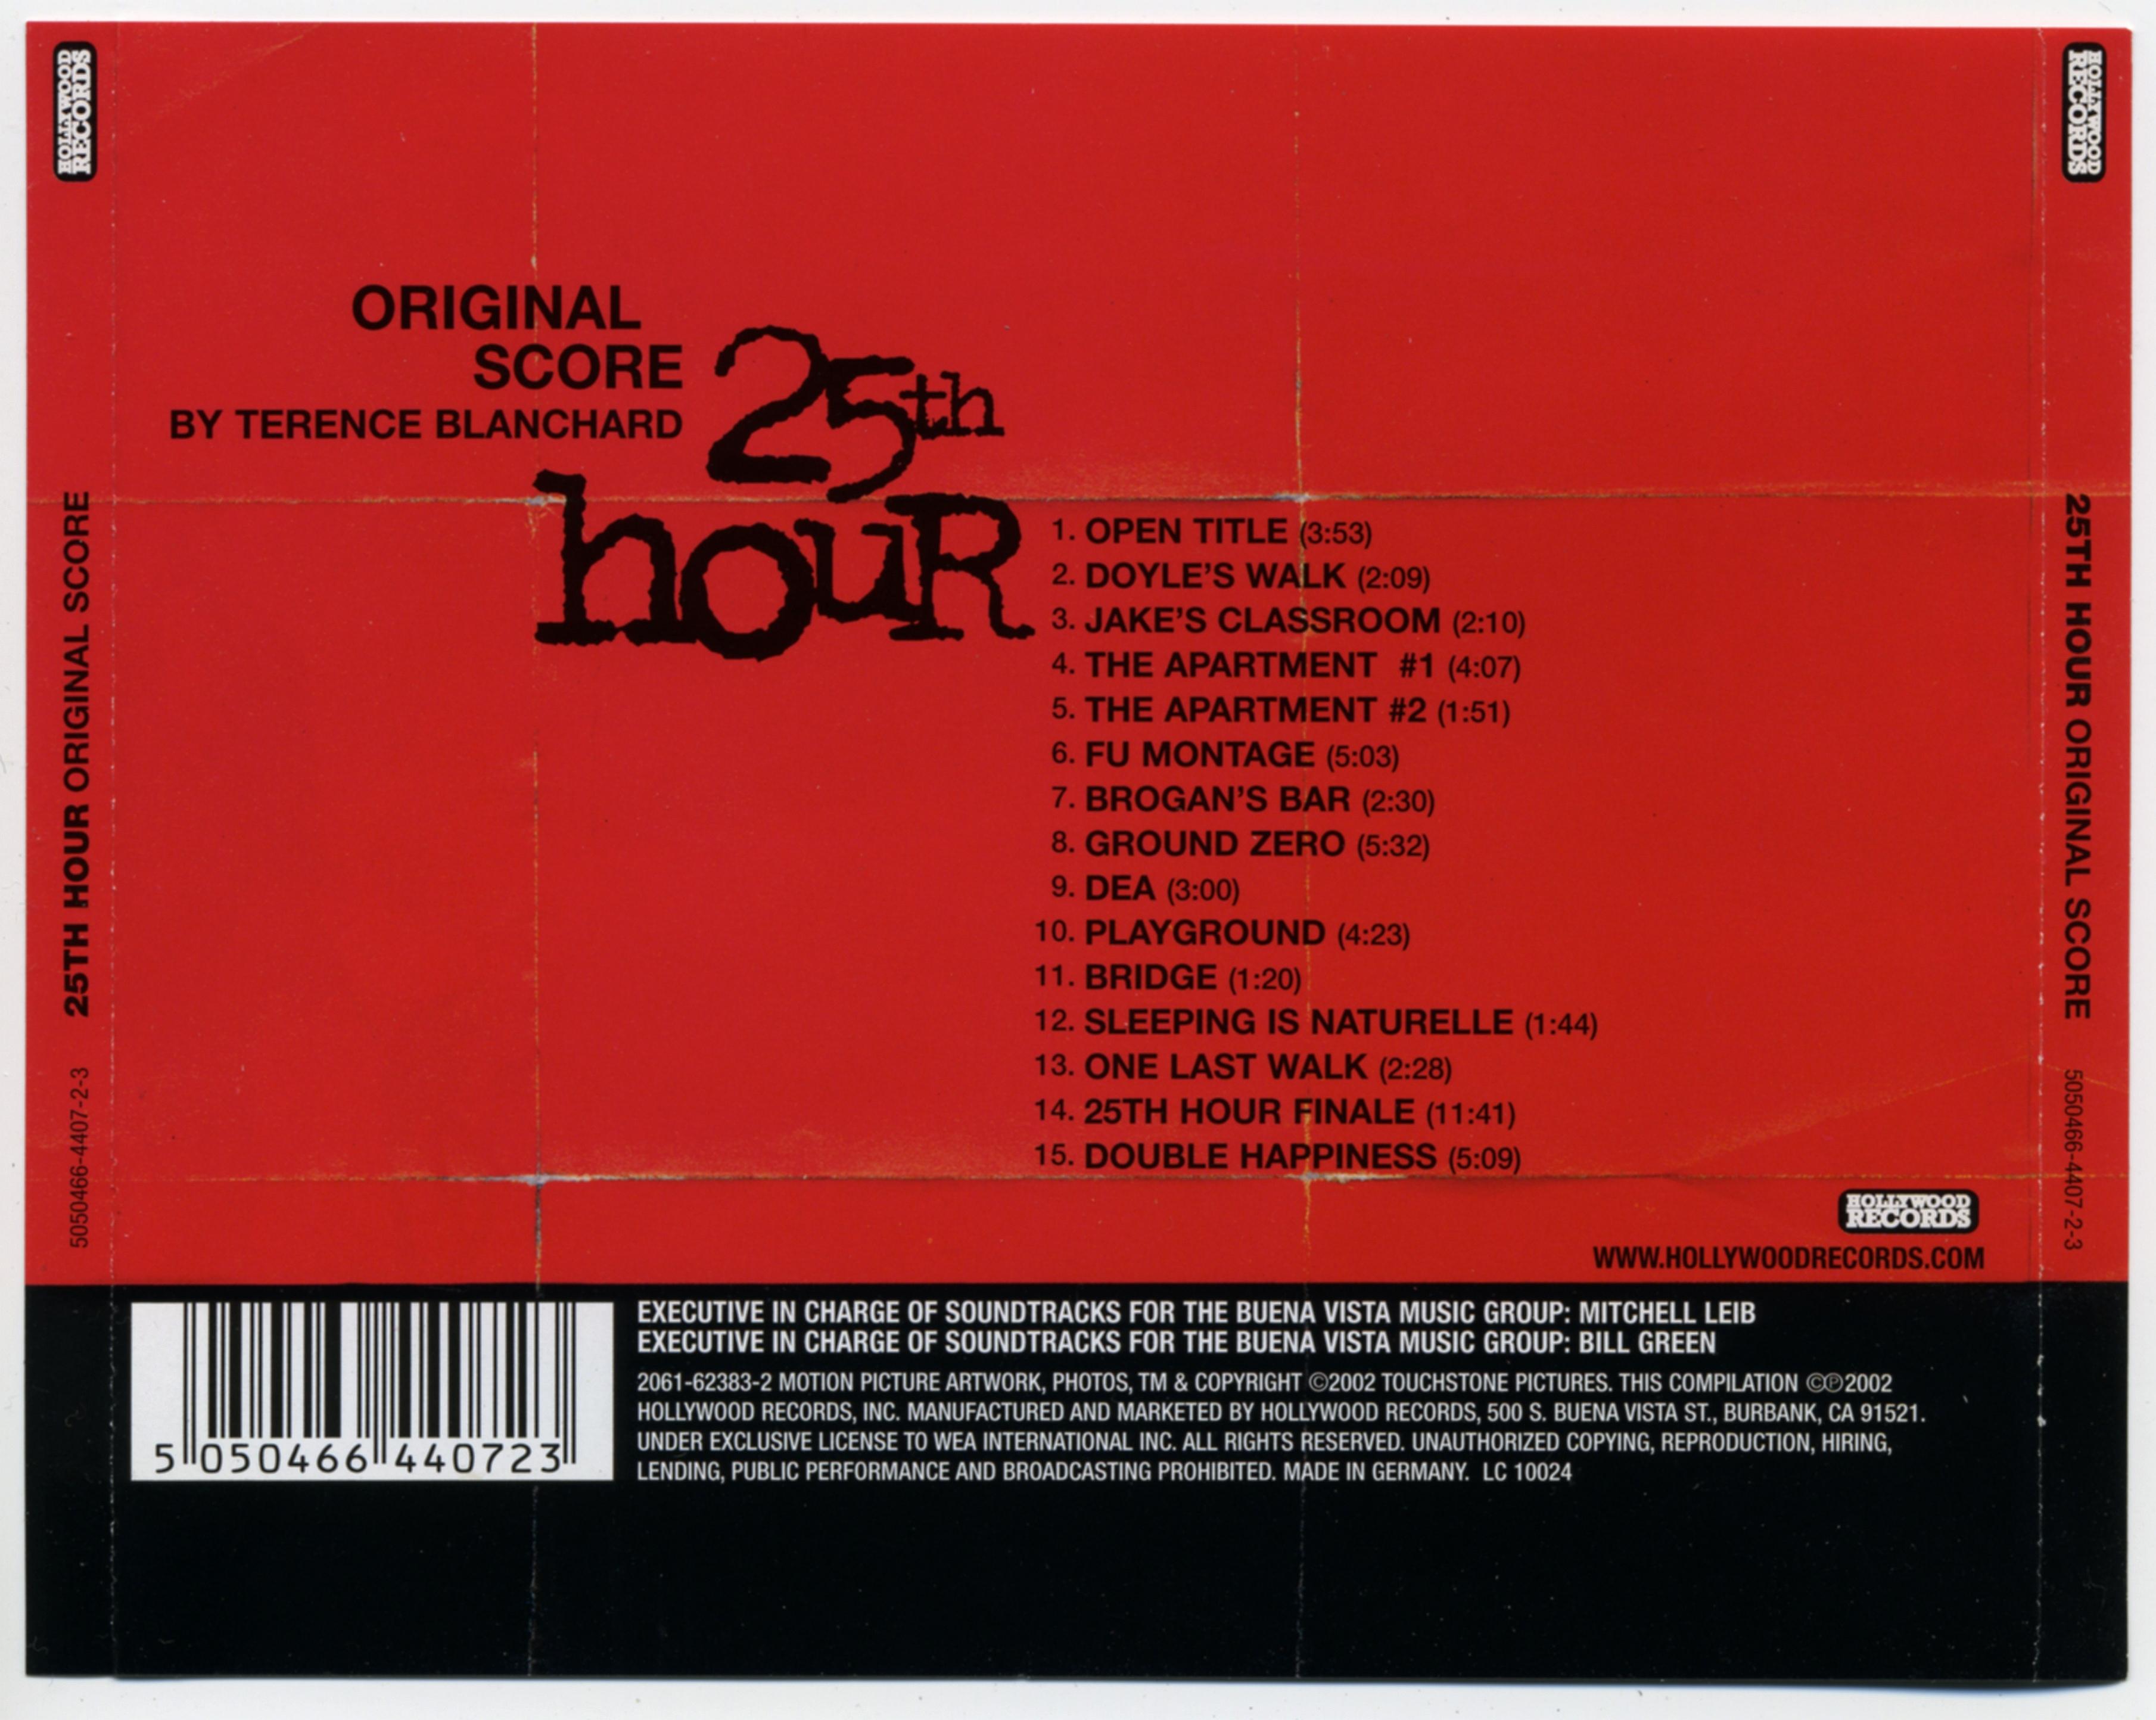 HOLLYWOOD
RECORDS
25TH HOUR ORIGINAL SCORE
5050466-4407-2-3
ORIGINAL
SCORE
BY TERENCE BLANCHARD
25th
houR
1. OPEN TITLE (3:53)
2. DOYLE'S WALK (2:09)
3. JAKE'S CLASSROOM (2:10)
4. THE APARTMENT  #1 (4:07)
5. THE APARTMENT #2 (1:51)
6. FU MONTAGE (5:03)
7. BROGAN'S BAR (2:30)
8. GROUND ZERO (5:32)
9. DEA (3:00)
10. PLAYGROUND (4:23)
11. BRIDGE (1:20)
12. SLEEPING IS NATURELLE (1:44)
13. ONE LAST WALK (2:28)
14. 25TH HOUR FINALE (11:41)
15. DOUBLE HAPPINESS (5:09)
HOLLYWOOD
RECORDS
WWW.HOLLYWOODRECORDS.COM
HOLLYWOOD
RECORDS
25TH HOUR ORIGINAL SCORE
5050466-4407-2-3
5 050466 440723
EXECUTIVE IN CHARGE OF SOUNDTRACKS FOR THE BUENA VISTA MUSIC GROUP: MITCHELL LEIB
EXECUTIVE IN CHARGE OF SOUNDTRACKS FOR THE BUENA VISTA MUSIC GROUP: BILL GREEN
2061-62383-2 MOTION PICTURE ARTWORK, PHOTOS, TM & COPYRIGHT ©2002 TOUCHSTONE PICTURES. THIS COMPILATION ©℗2002
HOLLYWOOD RECORDS, INC. MANUFACTURED AND MARKETED BY HOLLYWOOD RECORDS, 500 S. BUENA VISTA ST., BURBANK, CA 91521.
UNDER EXCLUSIVE LICENSE TO WEA INTERNATIONAL INC. ALL RIGHTS RESERVED. UNAUTHORIZED COPYING, REPRODUCTION, HIRING,
LENDING, PUBLIC PERFORMANCE AND BROADCASTING PROHIBITED. MADE IN GERMANY.  LC 10024